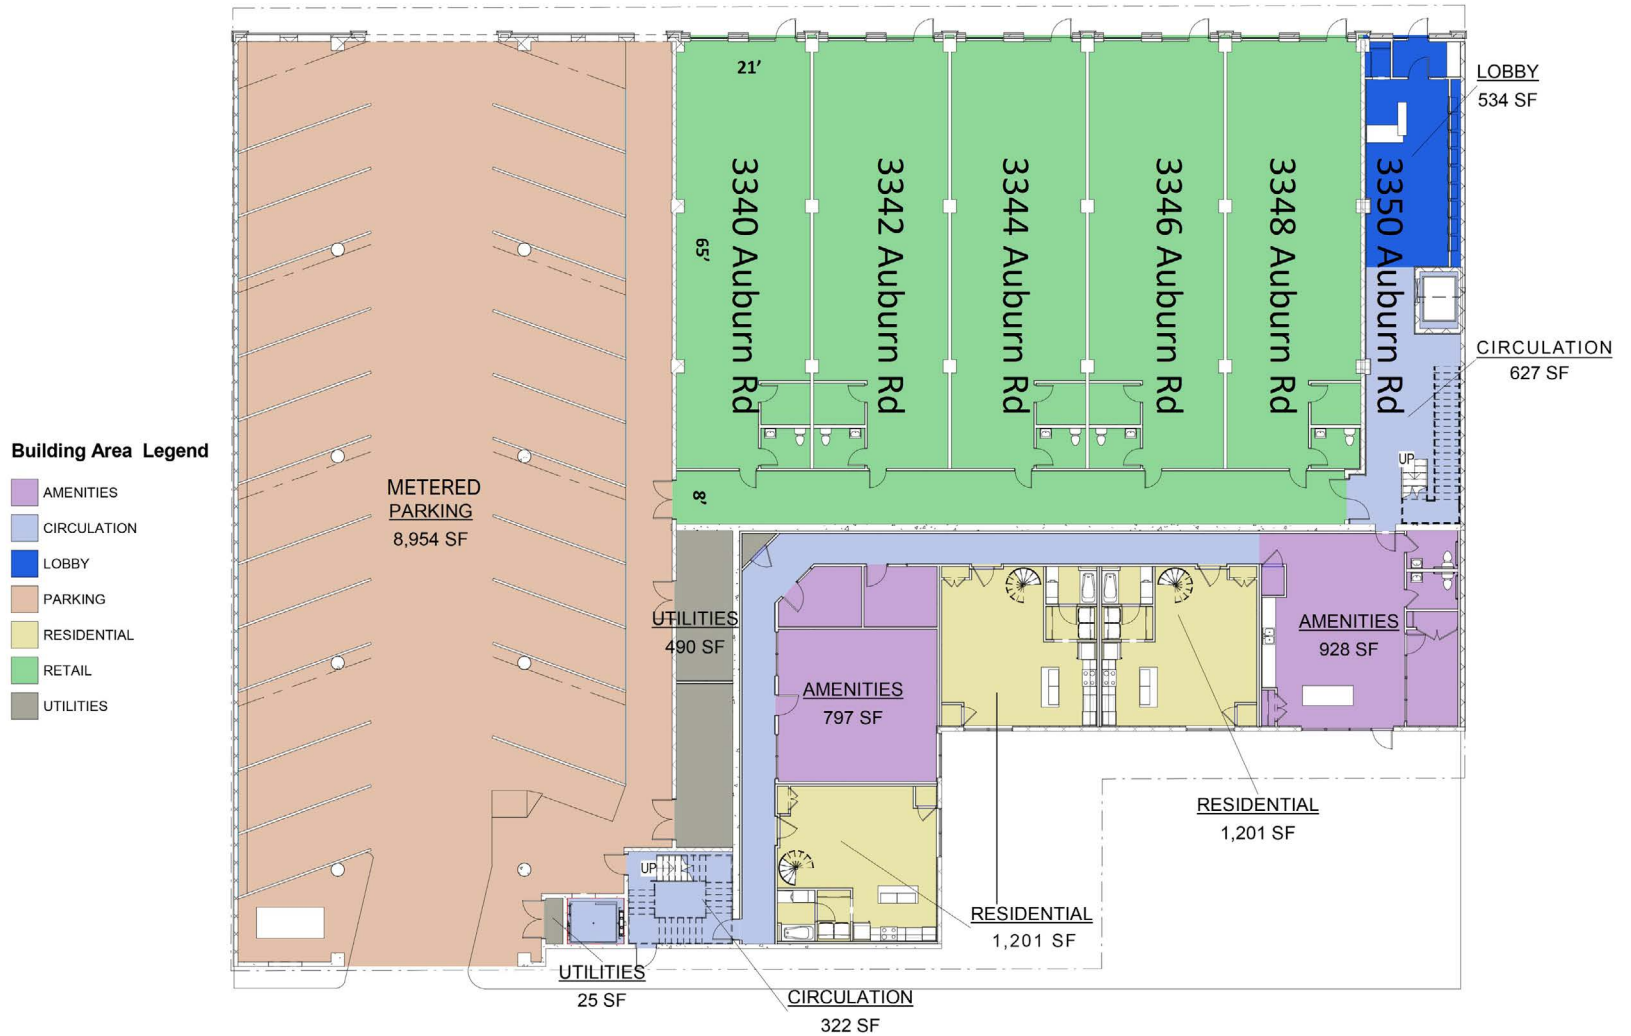 21’
LOBBY
534 SF
65’
3340 Auburn Rd
3342 Auburn Rd
3344 Auburn Rd
3346 Auburn Rd
3348 Auburn Rd
3350 Auburn Rd
CIRCULATION
627 SF
UP
8’
Building Area Legend
AMENITIES
CIRCULATION
LOBBY
PARKING
RESIDENTIAL
RETAIL
UTILITIES
METERED
PARKING
8,954 SF
UTILITIES
490 SF
AMENITIES
797 SF
AMENITIES
928 SF
RESIDENTIAL
1,201 SF
UP
RESIDENTIAL
1,201 SF
UTILITIES
25 SF
CIRCULATION
322 SF